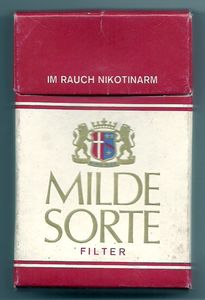 IM RAUCH NIKOTINARM
MILDE
SORTE
FILTER